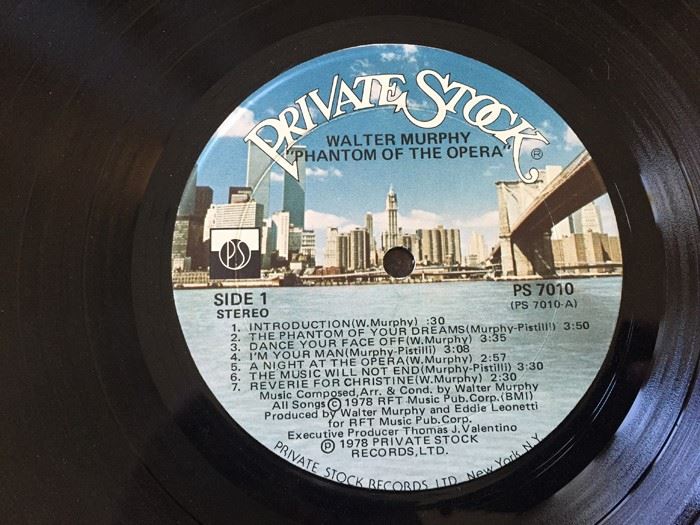 PRIVATE STOCK ®
WALTER MURPHY
"PHANTOM OF THE OPERA"
PS
SIDE 1
STEREO
PS 7010
(PS 7010-A)
1. INTRODUCTION(W.Murphy) :30
2. THE PHANTOM OF YOUR DREAMS(Murphy-Pistilli) 3:50
3. DANCE YOUR FACE OFF(W.Murphy) 3:35
4. I'M YOUR MAN(Murphy-Pistilli) 3:08
5. A NIGHT AT THE OPERA(W.Murphy) 2:57
6. THE MUSIC WILL NOT END(Murphy-Pistilli) 3:30
7. REVERIE FOR CHRISTINE(W.Murphy) 2:30
Music Composed,Arr. & Cond. by Walter Murphy
All Songs © 1978 RFT Music Pub.Corp.(BMI)
Produced by Walter Murphy and Eddie Leonetti
for RFT Music Pub.Corp.
Executive Producer Thomas J.Valentino
℗ 1978 PRIVATE STOCK
RECORDS,LTD.
PRIVATE STOCK RECORDS LTD. New York N.Y.